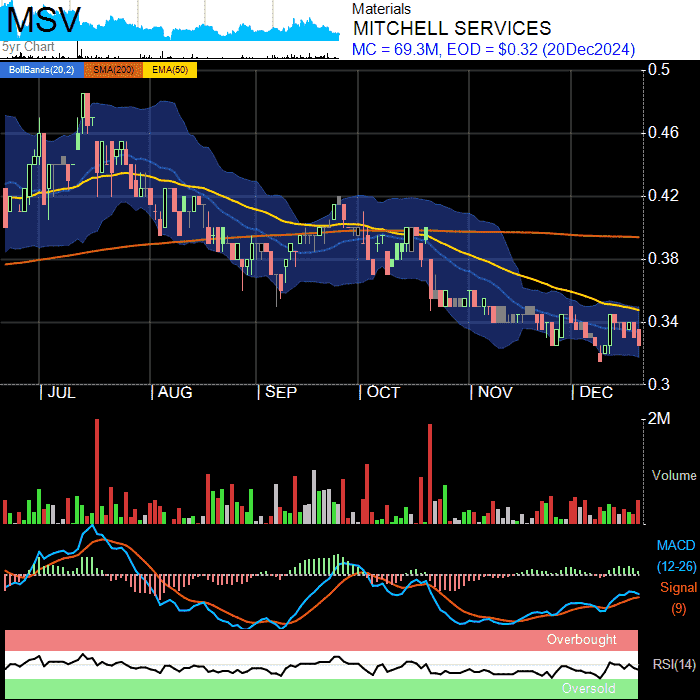 MSV
5yr Chart
Materials
MITCHELL SERVICES
MC = 69.3M, EOD = $0.32 (20Dec2024)
BollBands(20,2) SMA(200) EMA(50)
0.5
0.46
0.42
0.38
0.34
0.3
JUL AUG SEP OCT NOV DEC
2M
Volume
MACD
(12-26)
Signal
(9)
Overbought
RSI(14)
Oversold